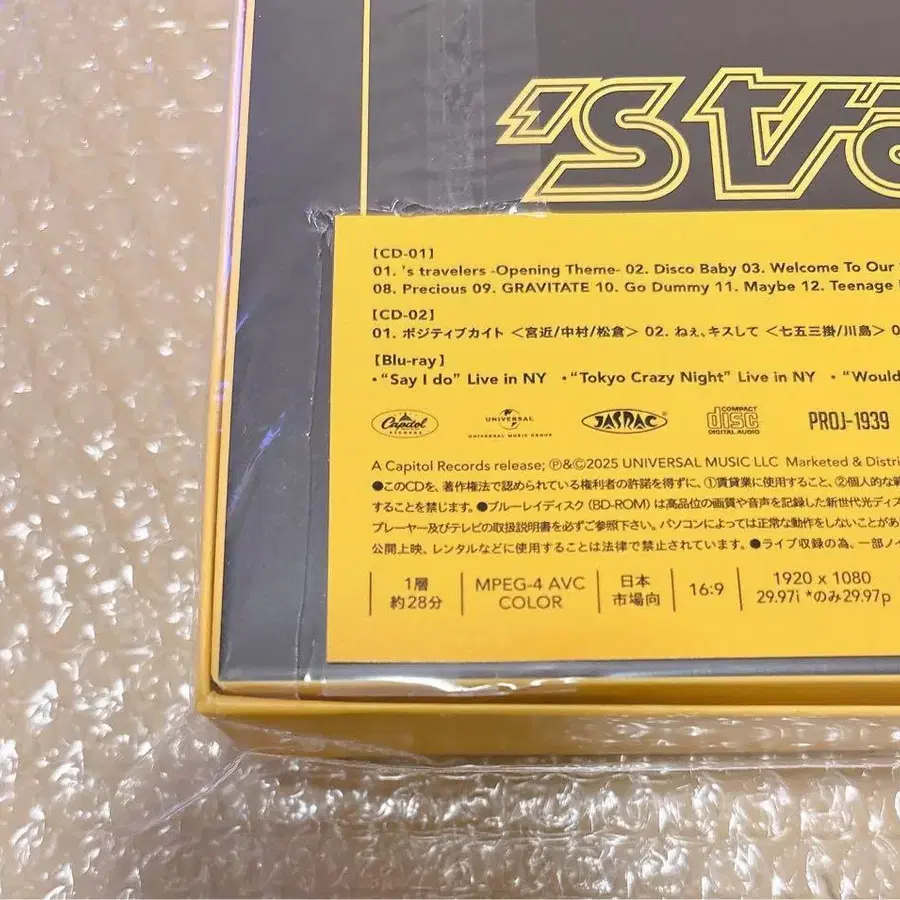 's tra
[CD-01]
01. 's travelers -Opening Theme- 02. Disco Baby 03. Welcome To Our
08. Precious 09. GRAVITATE 10. Go Dummy 11. Maybe 12. Teenage
[CD-02]
01. ポジティブカイト <宮近/中村/松倉> 02. ねぇ、キスして <七五三掛/川島>
[Blu-ray]
・“Say I do” Live in NY ・“Tokyo Crazy Night” Live in NY ・“Would
Capitol RECORDS
UNIVERSAL
UNIVERSAL MUSIC GROUP
JASRAC
COMPACT disc DIGITAL AUDIO
PROJ-1939
A Capitol Records release; ℗&©2025 UNIVERSAL MUSIC LLC Marketed & Distri
●このCDを、著作権法で認められている権利者の許諾を得ずに、①賃貸業に使用すること、②個人的な範
することを禁じます。●ブルーレイディスク (BD-ROM) は高品位の画質や音声を記録した新世代光ディス
プレーヤー及びテレビの取扱説明書を必ずご参照下さい。パソコンによっては正常な動作をしないことがあ
公開上映、レンタルなどに使用することは法律で禁止されています。●ライブ収録の為、一部ノイ
1層 約28分
MPEG-4 AVC COLOR
日本 市場向
16:9
1920 x 1080
29.97i *のみ29.97p